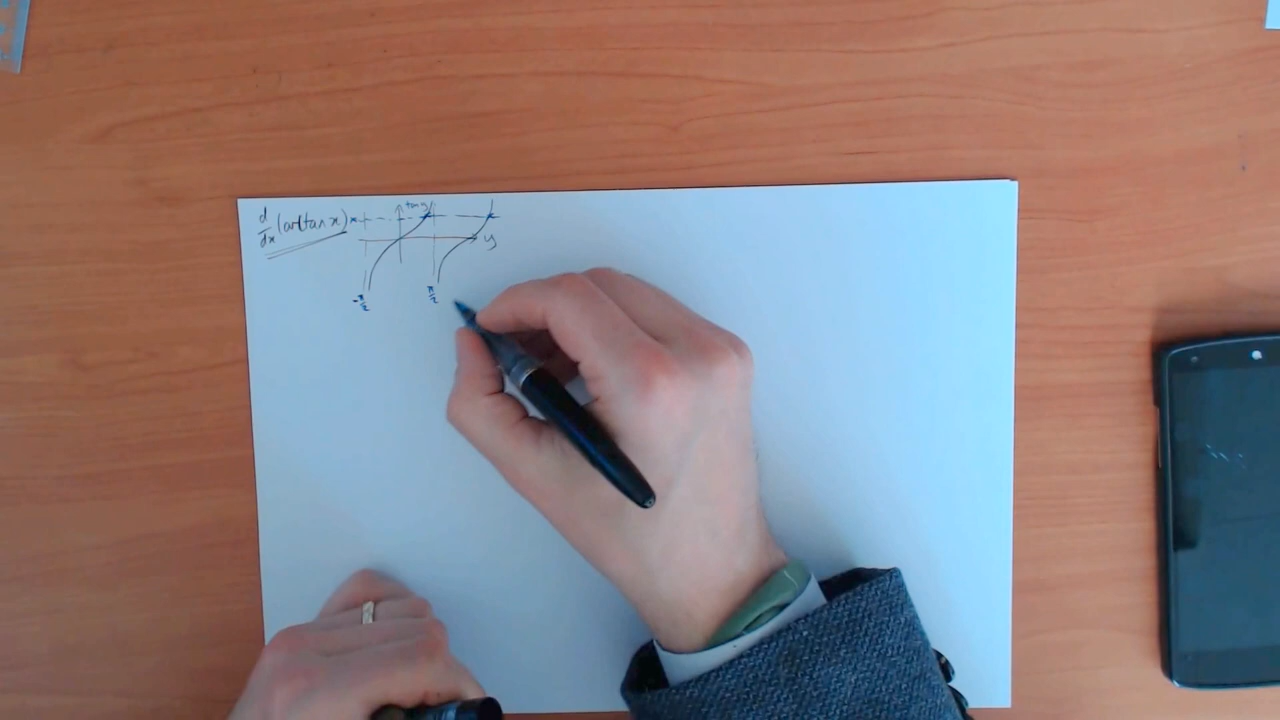 d/dx (arctan x)
x
tan y
y
-π/2
π/2